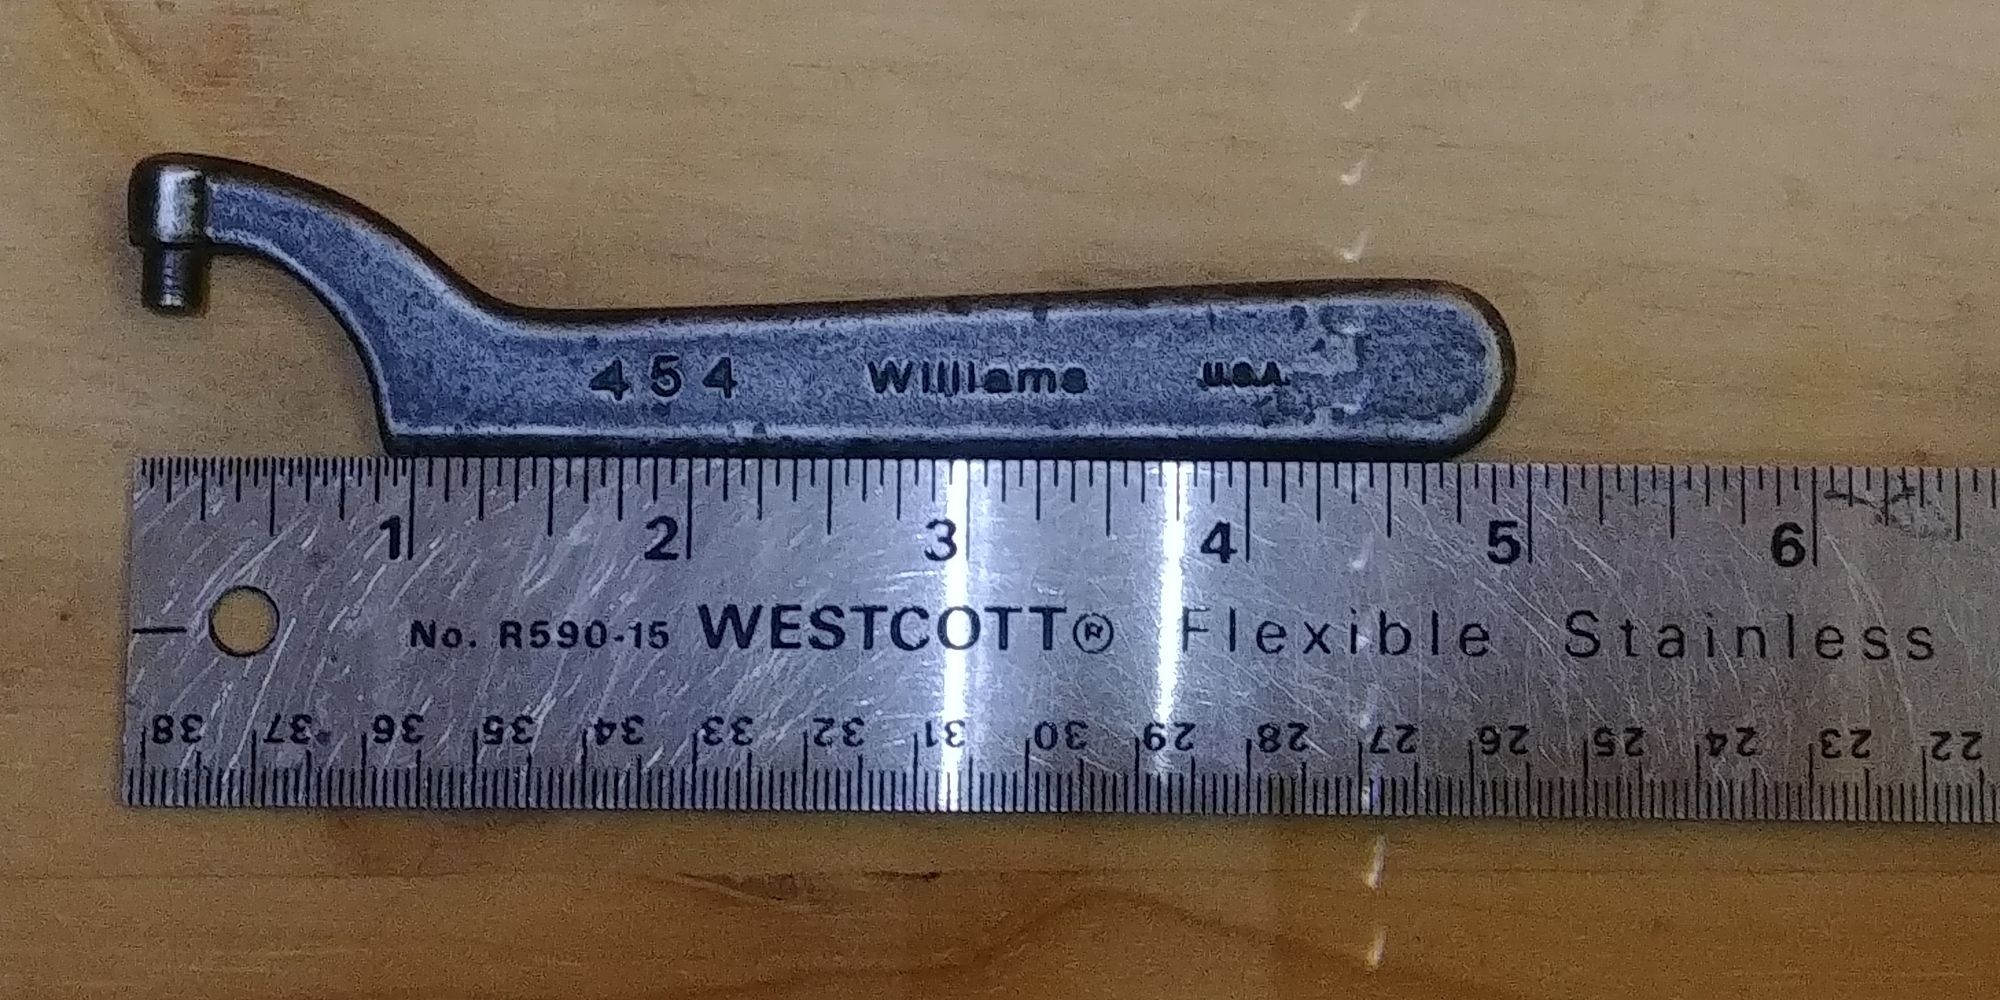 454 Williams U.S.A.
1 2 3 4 5 6
No. R590-15 WESTCOTT® Flexible Stainless
38 37 36 35 34 33 32 31 30 29 28 27 26 25 24 23 22